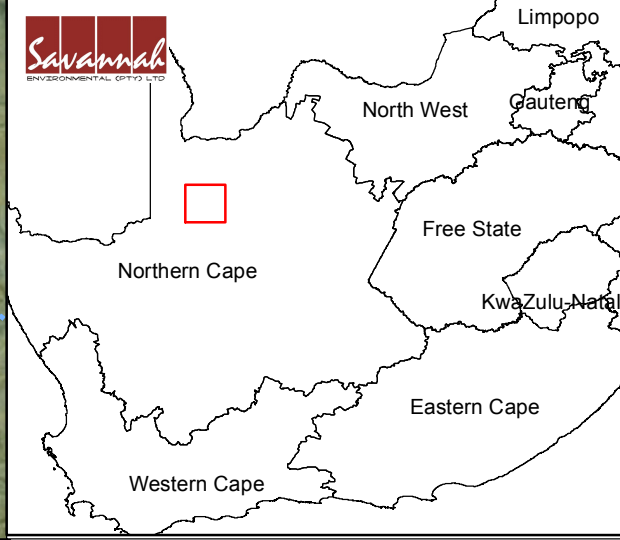 Savannah
ENVIRONMENTAL (PTY) LTD
Limpopo
North West
Gauteng
Free State
Northern Cape
KwaZulu-Natal
Eastern Cape
Western Cape